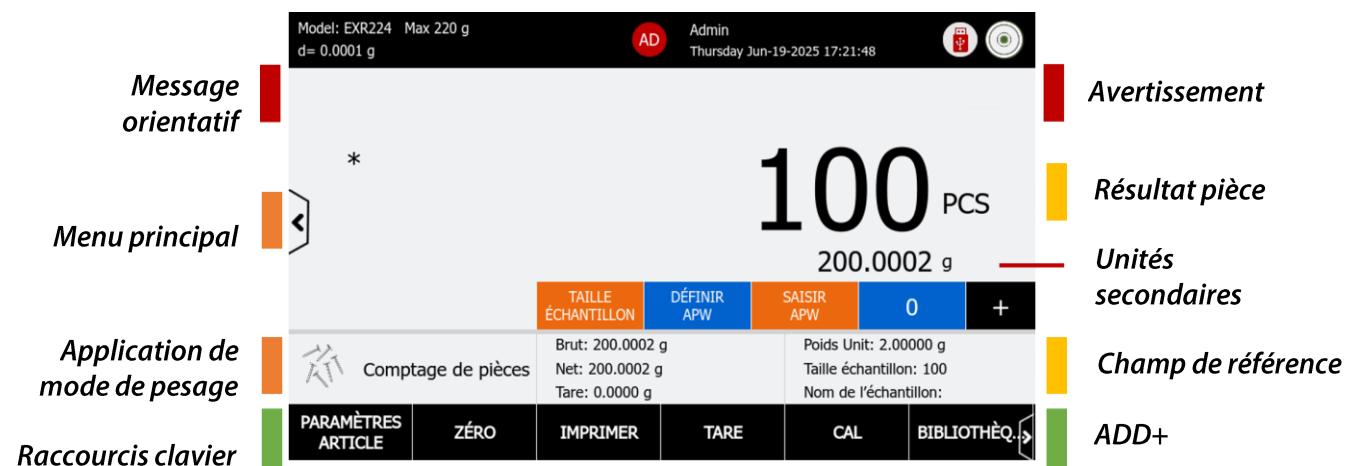 Model: EXR224 Max 220 g
d= 0.0001 g
AD
Admin
Thursday Jun-19-2025 17:21:48
Message
orientatif
Avertissement
*
100 PCS
Résultat pièce
Menu principal
200.0002 g
Unités
secondaires
TAILLE
ÉCHANTILLON
DÉFINIR
APW
SAISIR
APW
0
+
Application de
mode de pesage
Comptage de pièces
Brut: 200.0002 g
Net: 200.0002 g
Tare: 0.0000 g
Poids Unit: 2.00000 g
Taille échantillon: 100
Nom de l'échantillon:
Champ de référence
Raccourcis clavier
PARAMÈTRES
ARTICLE
ZÉRO
IMPRIMER
TARE
CAL
BIBLIOTHÈQ..
ADD+